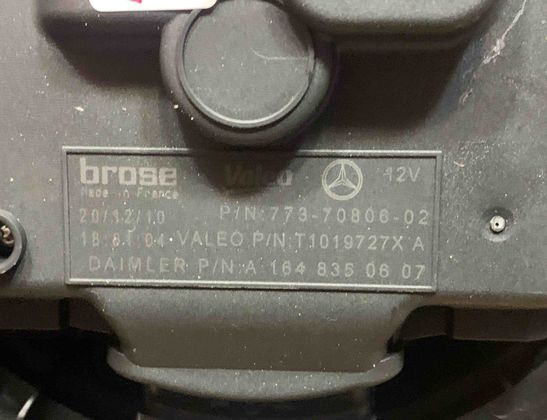 brose Valeo 12V
Made in France
20/12/10 P/N:773-70806-02
18:61:04 VALEO P/N:T1019727X A
DAIMLER P/N:A 164 835 06 07